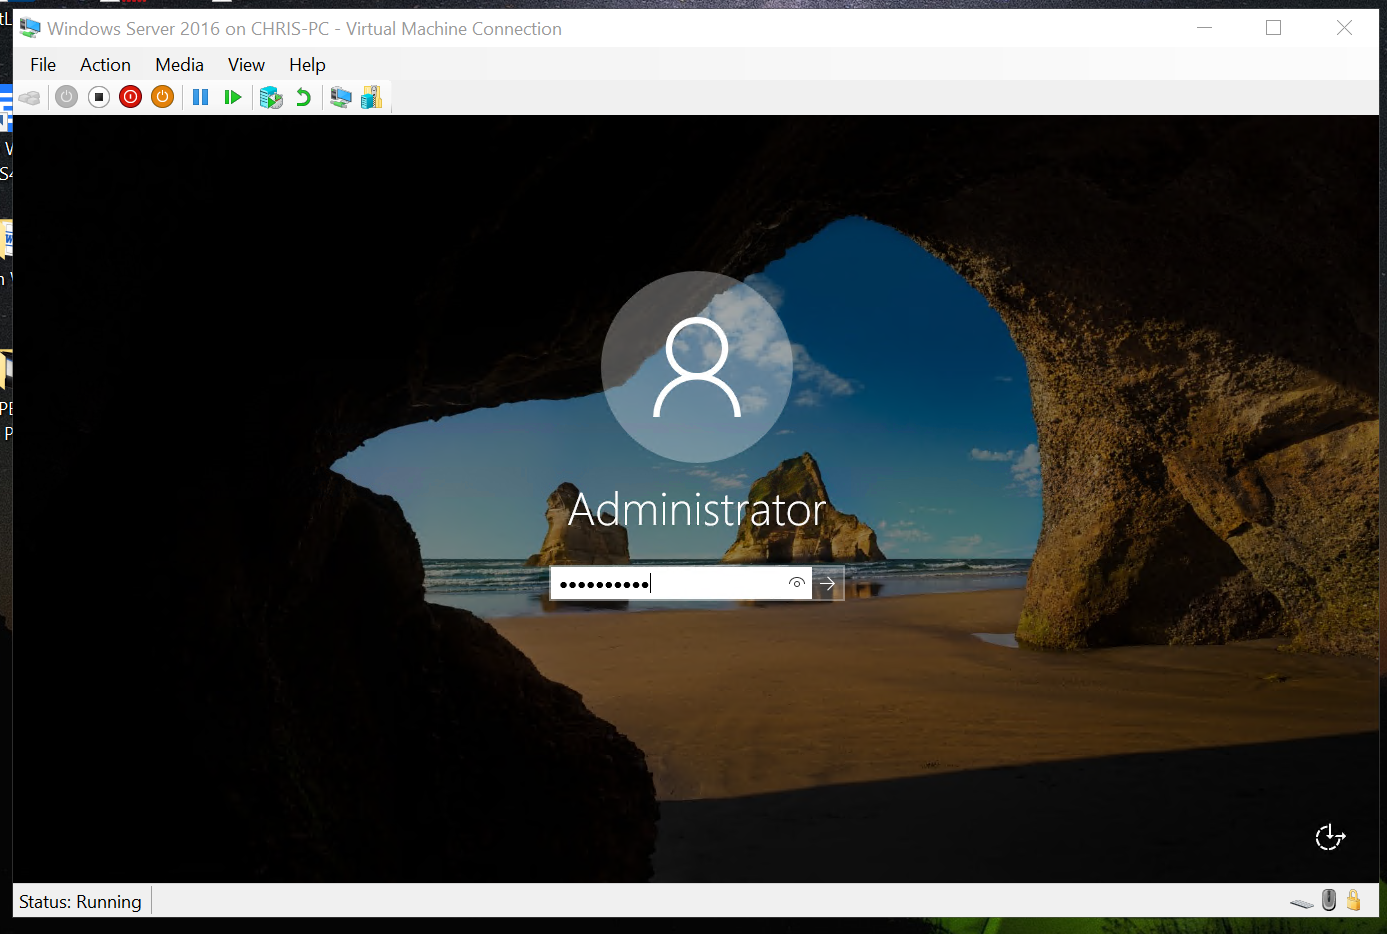 Windows Server 2016 on CHRIS-PC - Virtual Machine Connection
File Action Media View Help
Administrator
••••••••••
Status: Running